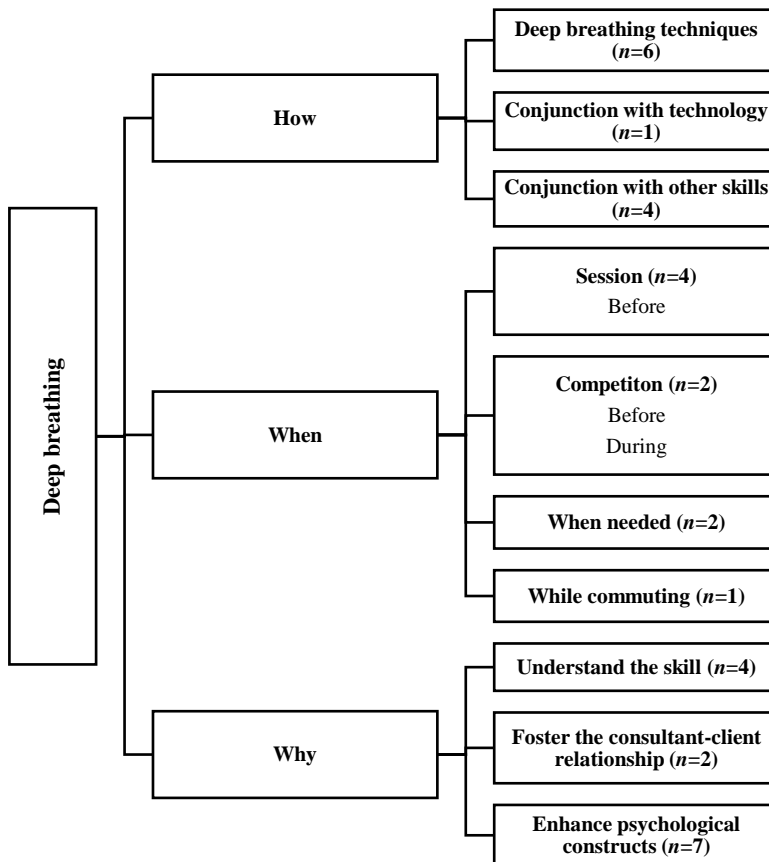 Deep breathing
How
Deep breathing techniques
(n=6)
Conjunction with technology
(n=1)
Conjunction with other skills
(n=4)
When
Session (n=4)
Before
Competiton (n=2)
Before
During
When needed (n=2)
While commuting (n=1)
Why
Understand the skill (n=4)
Foster the consultant-client
relationship (n=2)
Enhance psychological
constructs (n=7)